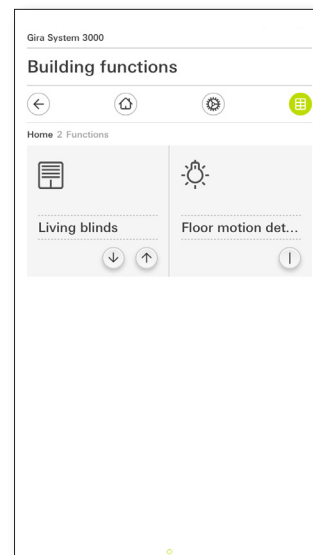 Gira System 3000
Building functions
Home 2 Functions
Living blinds
Floor motion det...